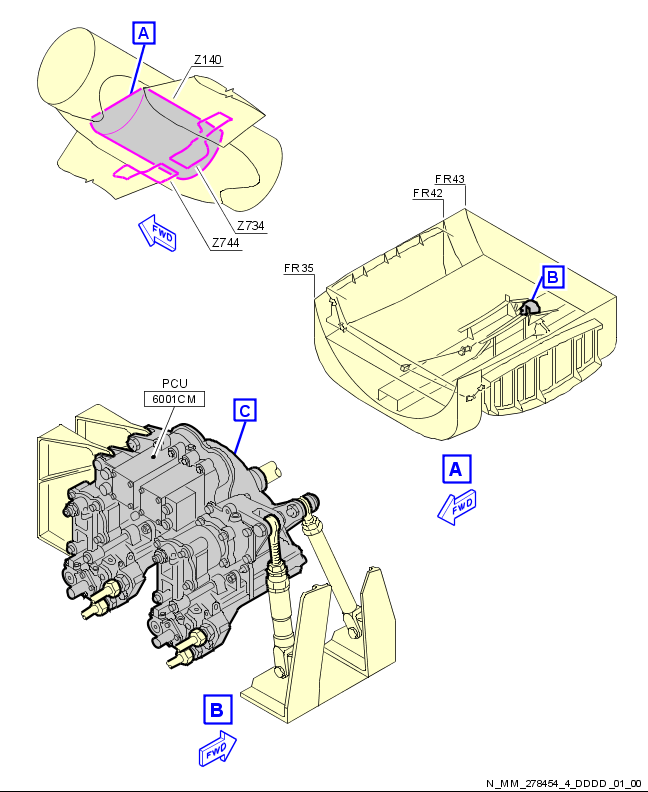 A
Z140
FR43
FR42
Z734
FWD
Z744
FR35
B
PCU
6001CM
C
A
FWD
B
FWD
N_MM_278454_4_DDDD_01_00